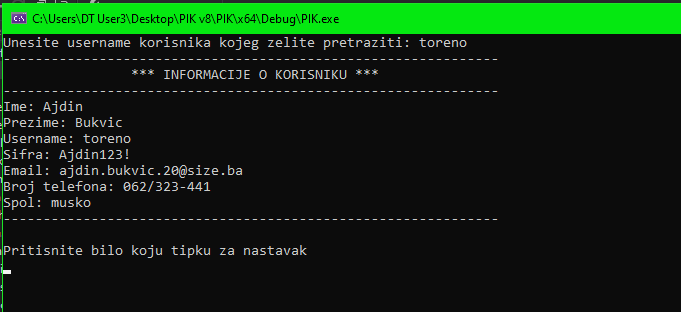 C:\Users\DT User3\Desktop\PIK v8\PIK\x64\Debug\PIK.exe
Unesite username korisnika kojeg zelite pretraziti: toreno
--------------------------------------------------------------
*** INFORMACIJE O KORISNIKU ***
--------------------------------------------------------------
Ime: Ajdin
Prezime: Bukvic
Username: toreno
Sifra: Ajdin123!
Email: ajdin.bukvic.20@size.ba
Broj telefona: 062/323-441
Spol: musko
--------------------------------------------------------------
Pritisnite bilo koju tipku za nastavak